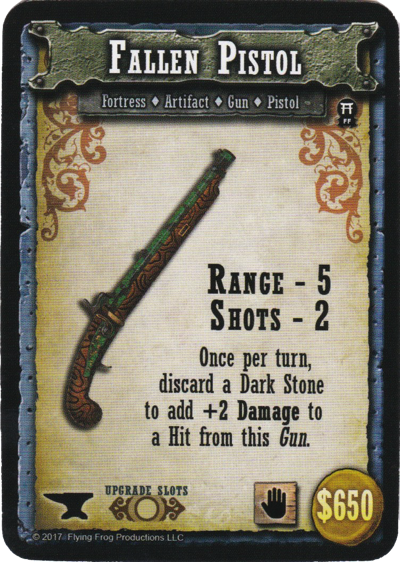 Fallen Pistol
Fortress ♦ Artifact ♦ Gun ♦ Pistol
FF
Range - 5
Shots - 2
Once per turn,
discard a Dark Stone
to add +2 Damage to
a Hit from this Gun.
UPGRADE SLOTS
$650
© 2017 Flying Frog Productions LLC